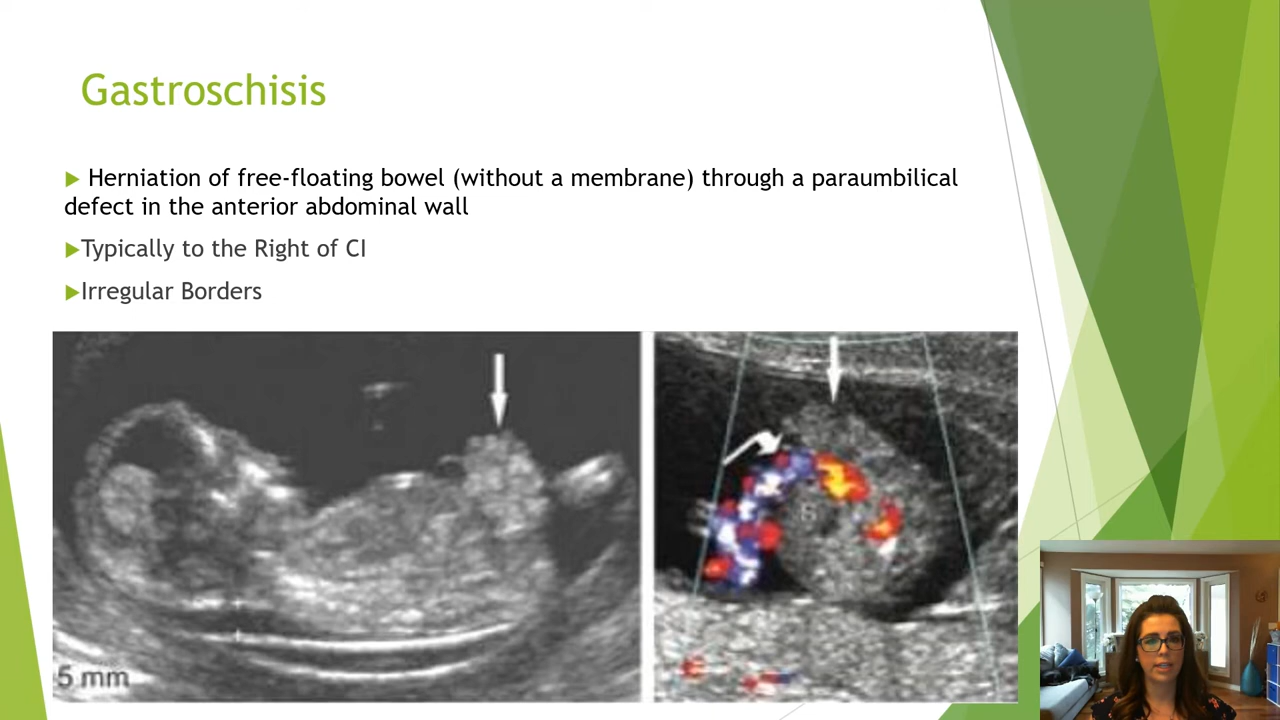 Gastroschisis
Herniation of free-floating bowel (without a membrane) through a paraumbilical
defect in the anterior abdominal wall
Typically to the Right of CI
Irregular Borders
5 mm